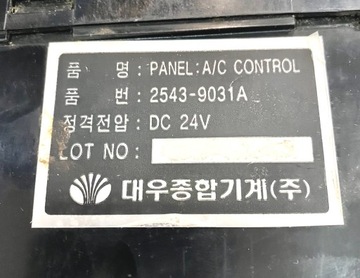 품 명 : PANEL:A/C CONTROL
품 번 : 2543-9031A
정격전압 : DC 24V
LOT NO :
대우종합기계(주)